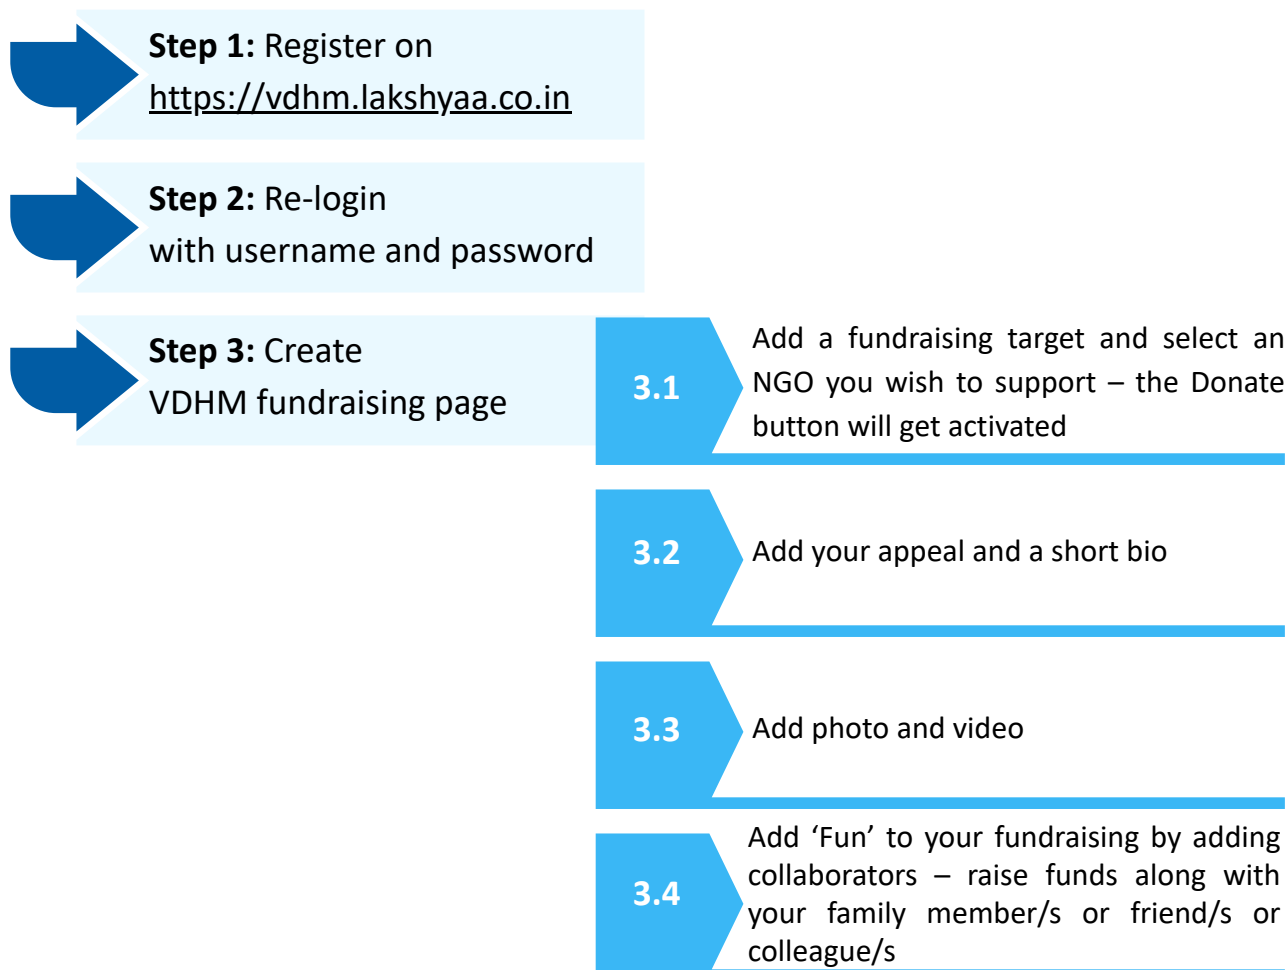 Step 1: Register on
https://vdhm.lakshyaa.co.in
Step 2: Re-login
with username and password
Step 3: Create
VDHM fundraising page
3.1
Add a fundraising target and select an
NGO you wish to support – the Donate
button will get activated
3.2
Add your appeal and a short bio
3.3
Add photo and video
3.4
Add ‘Fun’ to your fundraising by adding
collaborators – raise funds along with
your family member/s or friend/s or
colleague/s